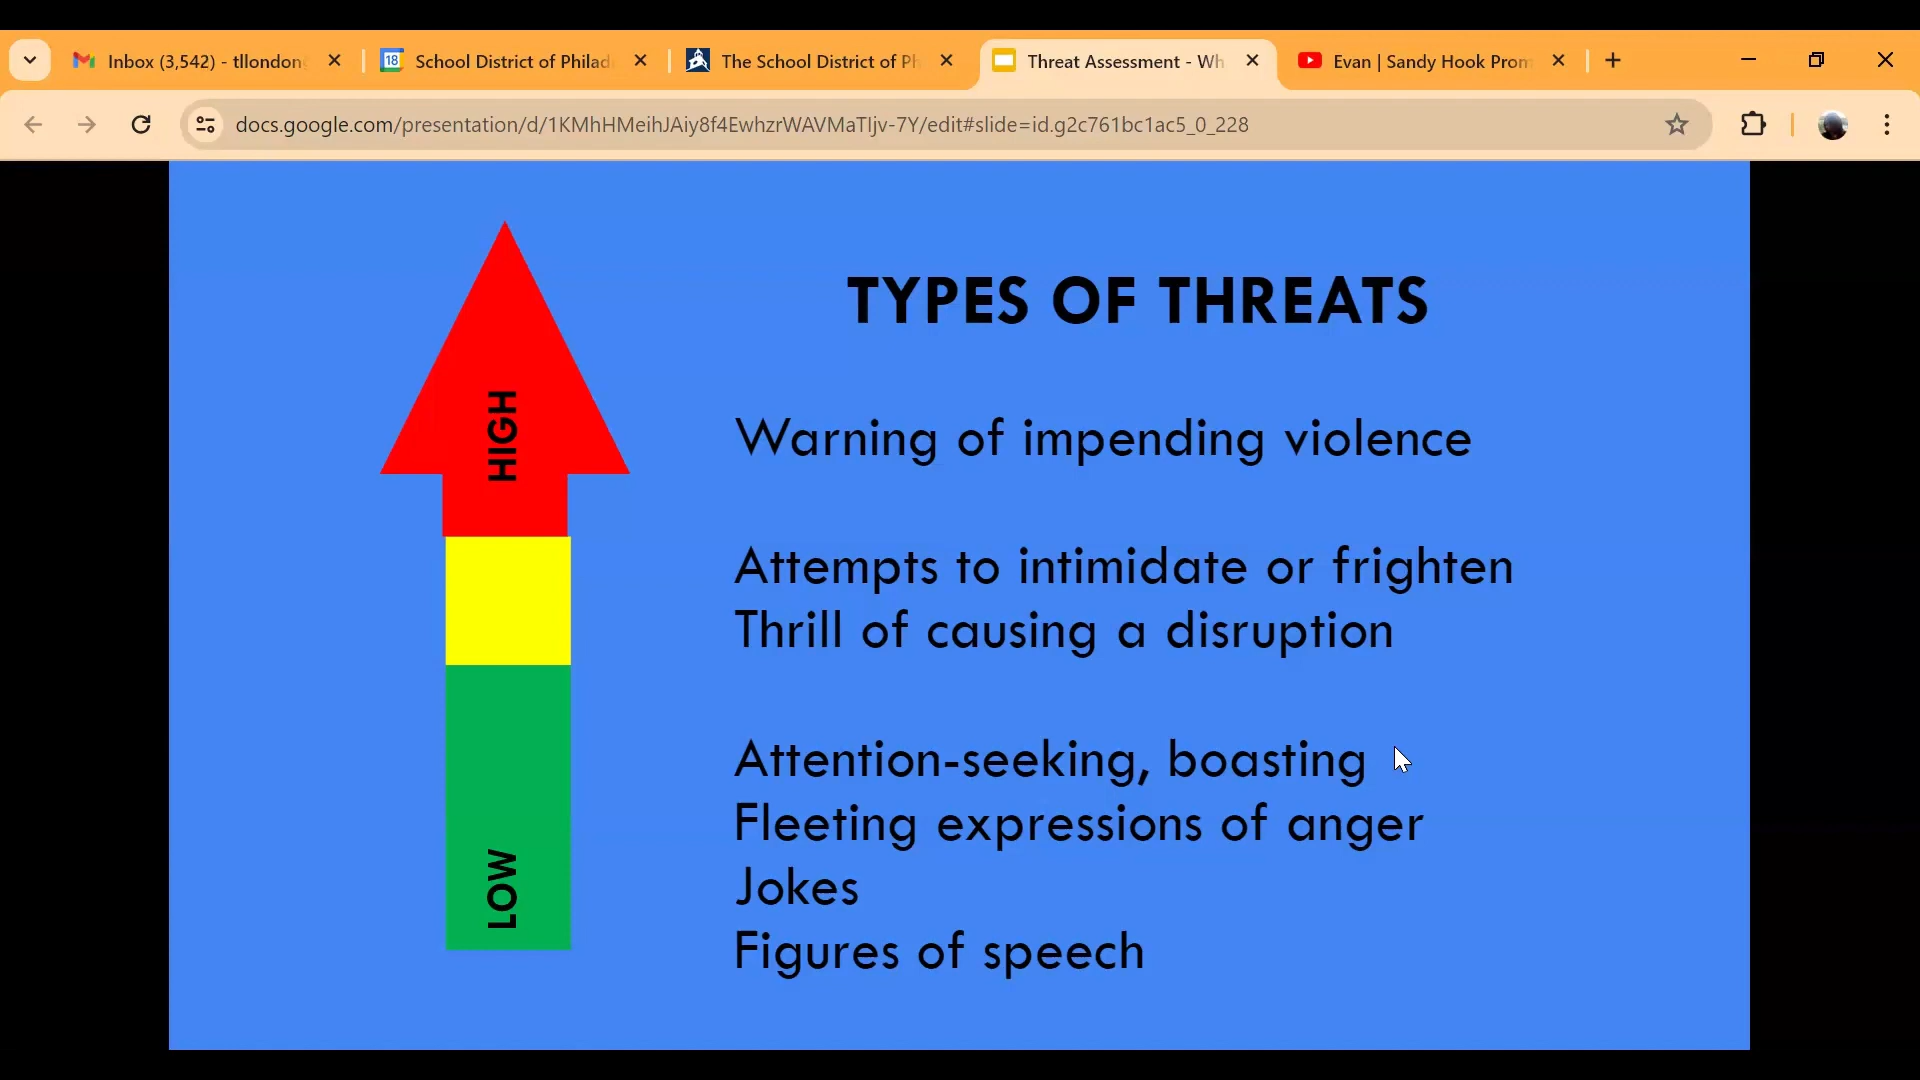 Inbox (3,542) - tllondon
School District of Philad
The School District of Ph
Threat Assessment - Wh
Evan | Sandy Hook Prom
18
docs.google.com/presentation/d/1KMhHMeihJAiy8f4EwhzrWAVMaTljv-7Y/edit#slide=id.g2c761bc1ac5_0_228
TYPES OF THREATS
HIGH
Warning of impending violence
Attempts to intimidate or frighten
Thrill of causing a disruption
Attention-seeking, boasting
Fleeting expressions of anger
Jokes
LOW
Figures of speech